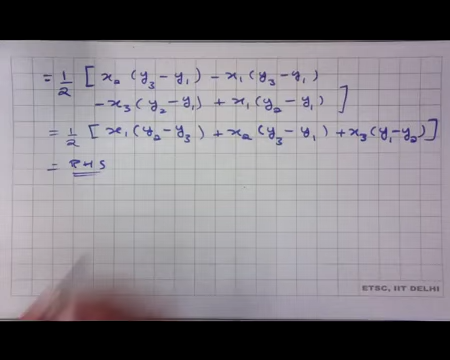 = 1/2 [ x₂ (y₃ - y₁) - x₁ (y₃ - y₁)
- x₃ (y₂ - y₁) + x₁ (y₂ - y₁) ]
= 1/2 [ x₁ (y₂ - y₃) + x₂ (y₃ - y₁) + x₃ (y₁ - y₂) ]
= RHS
ETSC, IIT DELHI